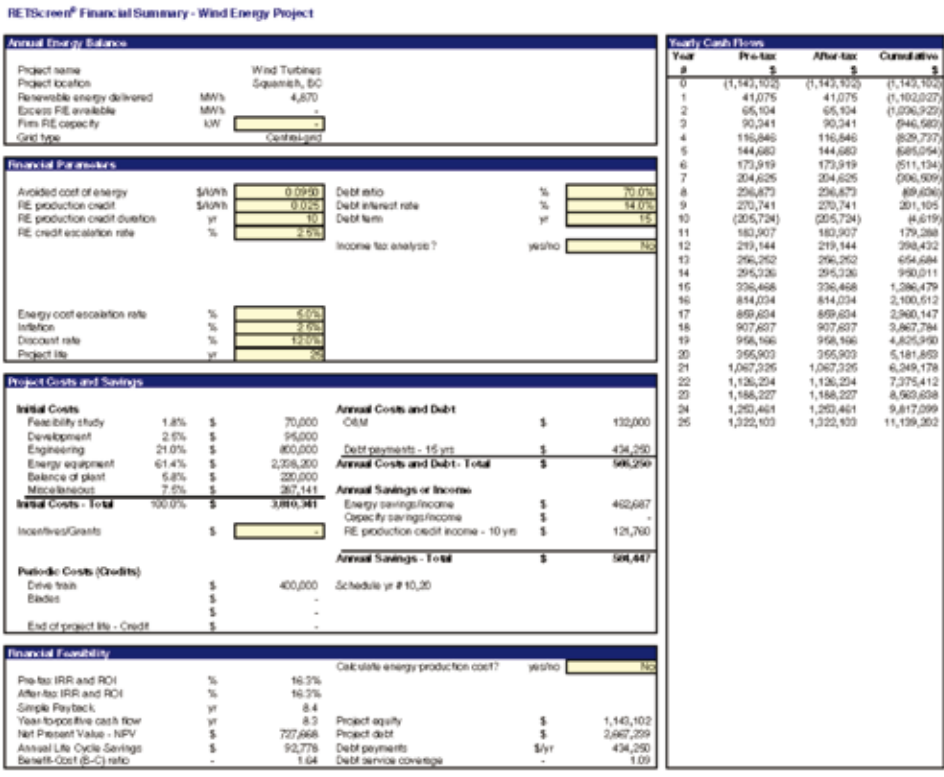 RETScreen® Financial Summary - Wind Energy Project
Annual Energy Balance
Project name Wind Turbines
Project location Squamish, BC
Renewable energy delivered MWh 4,870
Excess RE available MWh -
Firm RE capacity kW -
Grid type Central-grid
Financial Parameters
Avoided cost of energy $/kWh 0.0950 Debt ratio % 70.0%
RE production credit $/kWh 0.025 Debt interest rate % 14.0%
RE production credit duration yr 10 Debt term yr 15
RE credit escalation rate % 2.5%
Income tax analysis? yes/no No
Energy cost escalation rate % 5.0%
Inflation % 2.5%
Discount rate % 12.0%
Project life yr 25
Project Costs and Savings
Initial Costs Annual Costs and Debt
Feasibility study 1.8% $ 70,000 O&M $ 132,000
Development 2.5% $ 95,000
Engineering 21.0% $ 800,000 Debt payments - 15 yrs $ 434,250
Energy equipment 61.4% $ 2,338,200 Annual Costs and Debt - Total $ 566,250
Balance of plant 5.8% $ 220,000
Miscellaneous 7.5% $ 287,141 Annual Savings or Income
Initial Costs - Total 100.0% $ 3,810,341 Energy savings/income $ 462,687
Capacity savings/income $ -
Incentives/Grants $ - RE production credit income - 10 yrs $ 121,760
Annual Savings - Total $ 584,447
Periodic Costs (Credits)
Drive train $ 400,000 Schedule yr # 10,20
Blades $ -
$ -
End of project life - Credit $ -
Financial Feasibility
Calculate energy production cost? yes/no No
Pre-tax IRR and ROI % 16.3%
After-tax IRR and ROI % 16.3%
Simple Payback yr 8.4
Year-to-positive cash flow yr 8.3 Project equity $ 1,143,102
Net Present Value - NPV $ 727,668 Project debt $ 2,667,239
Annual Life Cycle Savings $ 92,778 Debt payments $/yr 434,250
Benefit-Cost (B-C) ratio - 1.64 Debt service coverage - 1.09
Yearly Cash Flows
Year Pre-tax After-tax Cumulative
# $ $ $
0 (1,143,102) (1,143,102) (1,143,102)
1 41,075 41,075 (1,102,027)
2 65,104 65,104 (1,036,923)
3 90,341 90,341 (946,583)
4 116,846 116,846 (829,737)
5 144,683 144,683 (685,054)
6 173,919 173,919 (511,134)
7 204,625 204,625 (306,509)
8 236,873 236,873 (69,636)
9 270,741 270,741 201,105
10 (205,724) (205,724) (4,619)
11 183,907 183,907 179,288
12 219,144 219,144 398,432
13 256,252 256,252 654,684
14 295,326 295,326 950,011
15 336,468 336,468 1,286,479
16 814,034 814,034 2,100,512
17 859,634 859,634 2,960,147
18 907,637 907,637 3,867,784
19 958,166 958,166 4,825,950
20 355,903 355,903 5,181,853
21 1,067,325 1,067,325 6,249,178
22 1,126,234 1,126,234 7,375,412
23 1,188,227 1,188,227 8,563,638
24 1,253,461 1,253,461 9,817,099
25 1,322,103 1,322,103 11,139,202